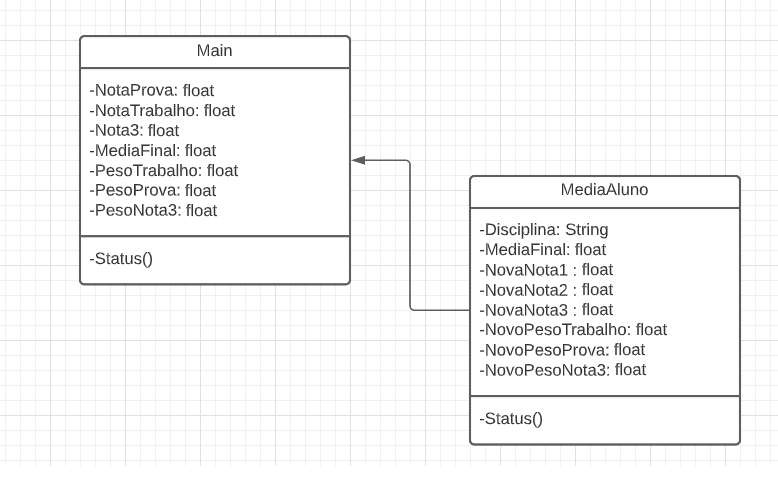 Main
-NotaProva: float
-NotaTrabalho: float
-Nota3: float
-MediaFinal: float
-PesoTrabalho: float
-PesoProva: float
-PesoNota3: float
-Status()
MediaAluno
-Disciplina: String
-MediaFinal: float
-NovaNota1 : float
-NovaNota2 : float
-NovaNota3 : float
-NovoPesoTrabalho: float
-NovoPesoProva: float
-NovoPesoNota3: float
-Status()